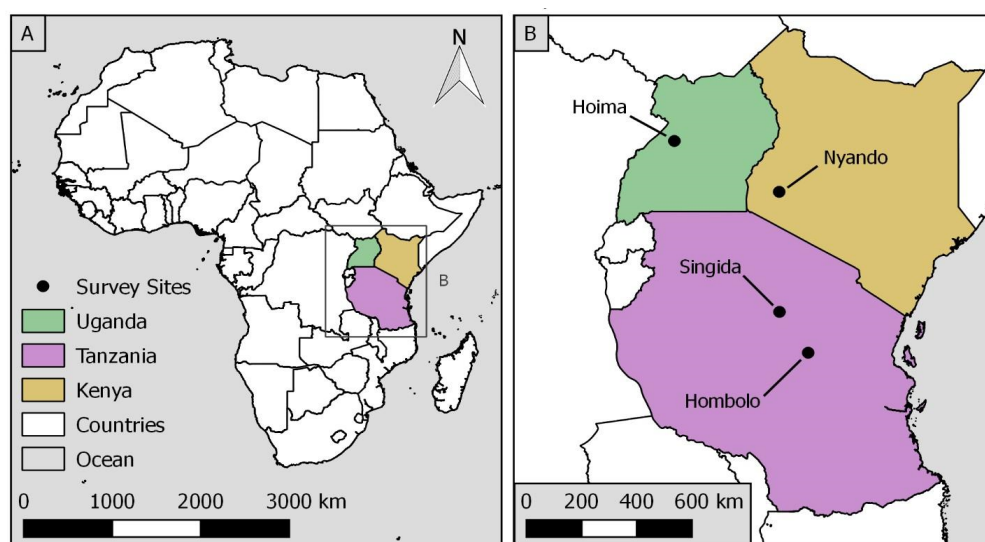 A
N
B
Survey Sites
Uganda
Tanzania
Kenya
Countries
Ocean
0 1000 2000 3000 km
B
Hoima
Nyando
Singida
Hombolo
0 200 400 600 km